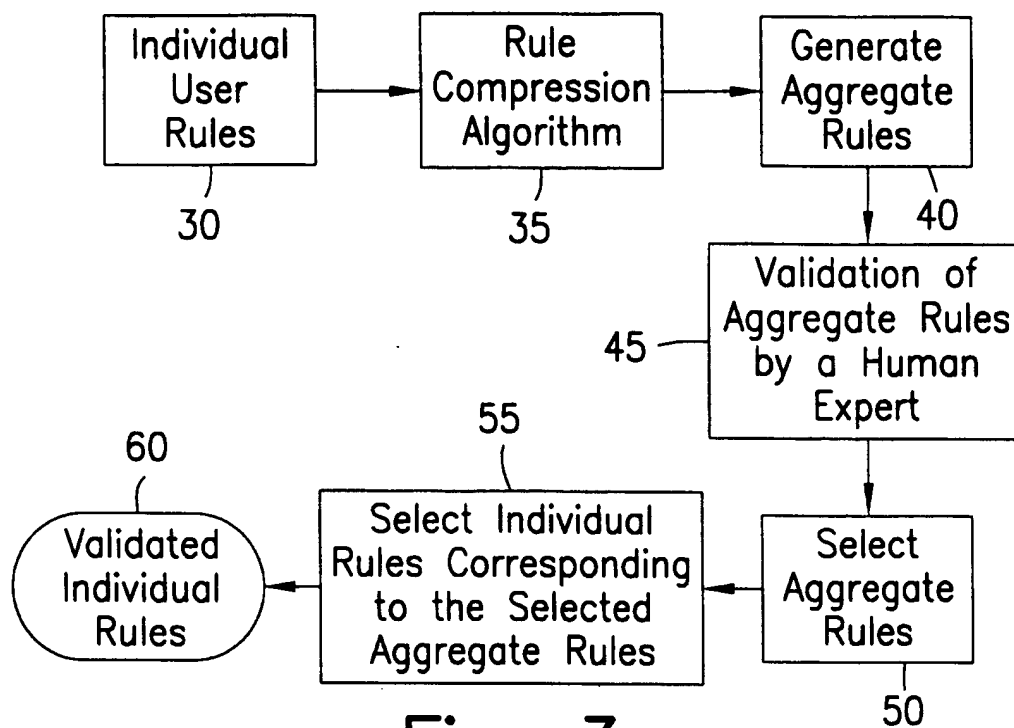 Individual
User
Rules
30
Rule
Compression
Algorithm
35
Generate
Aggregate
Rules
40
Validation of
Aggregate Rules
by a Human
Expert
45
Select
Aggregate
Rules
50
55
Select Individual
Rules Corresponding
to the Selected
Aggregate Rules
60
Validated
Individual
Rules